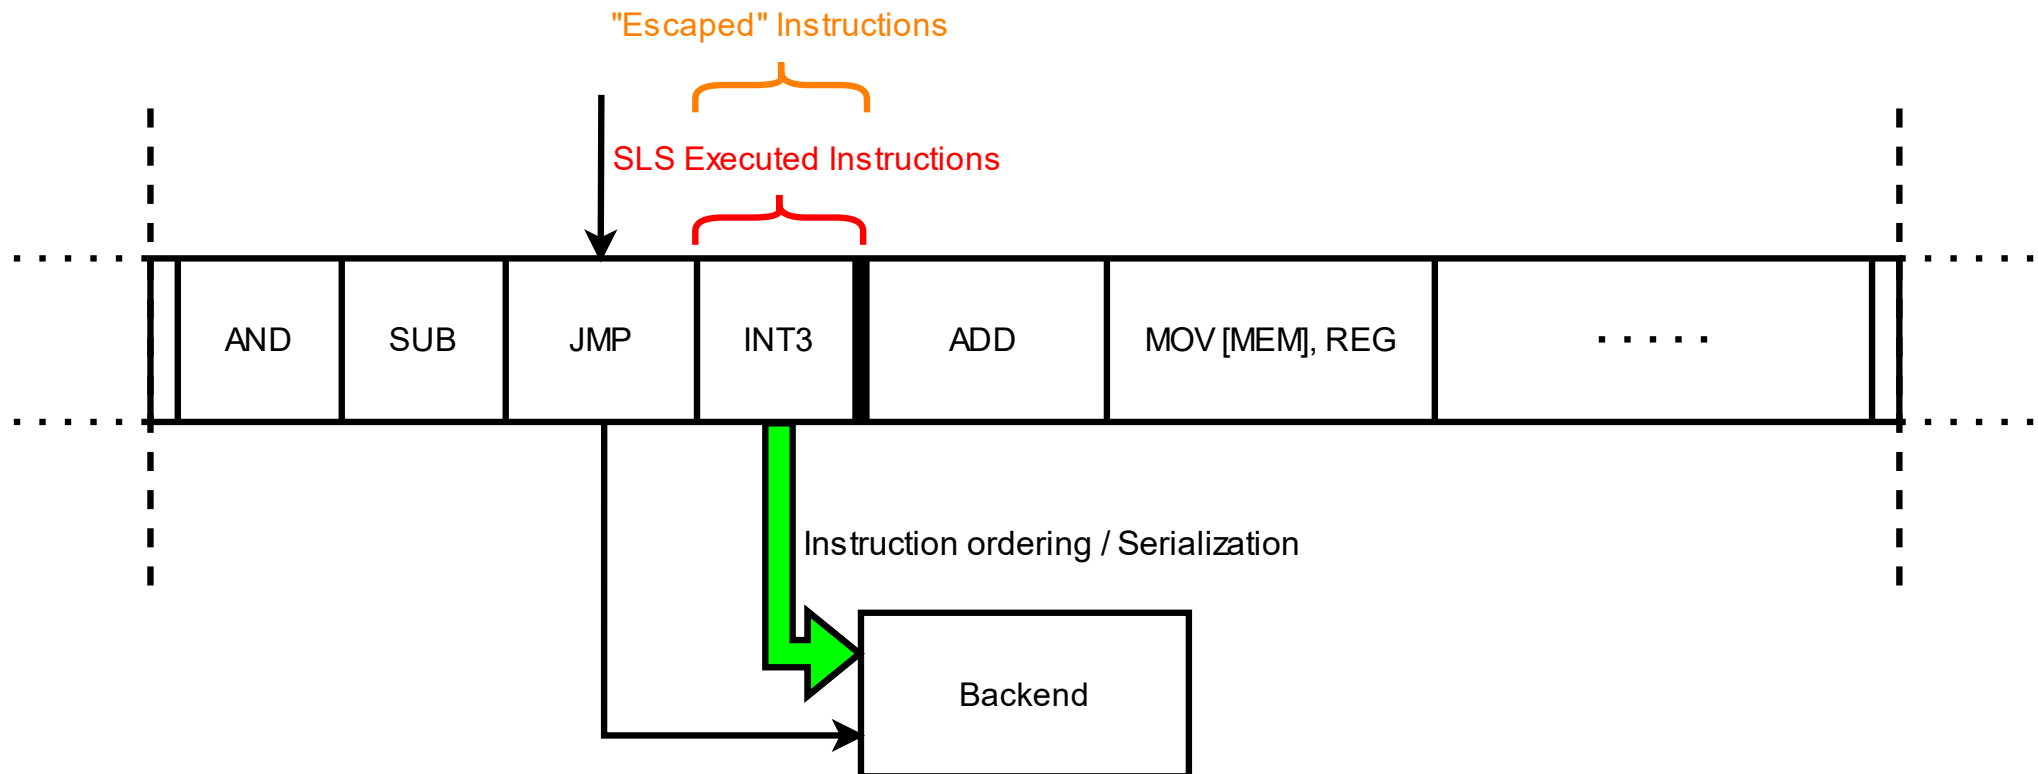 "Escaped" Instructions
SLS Executed Instructions
AND SUB JMP INT3 ADD MOV [MEM], REG .....
Instruction ordering / Serialization
Backend